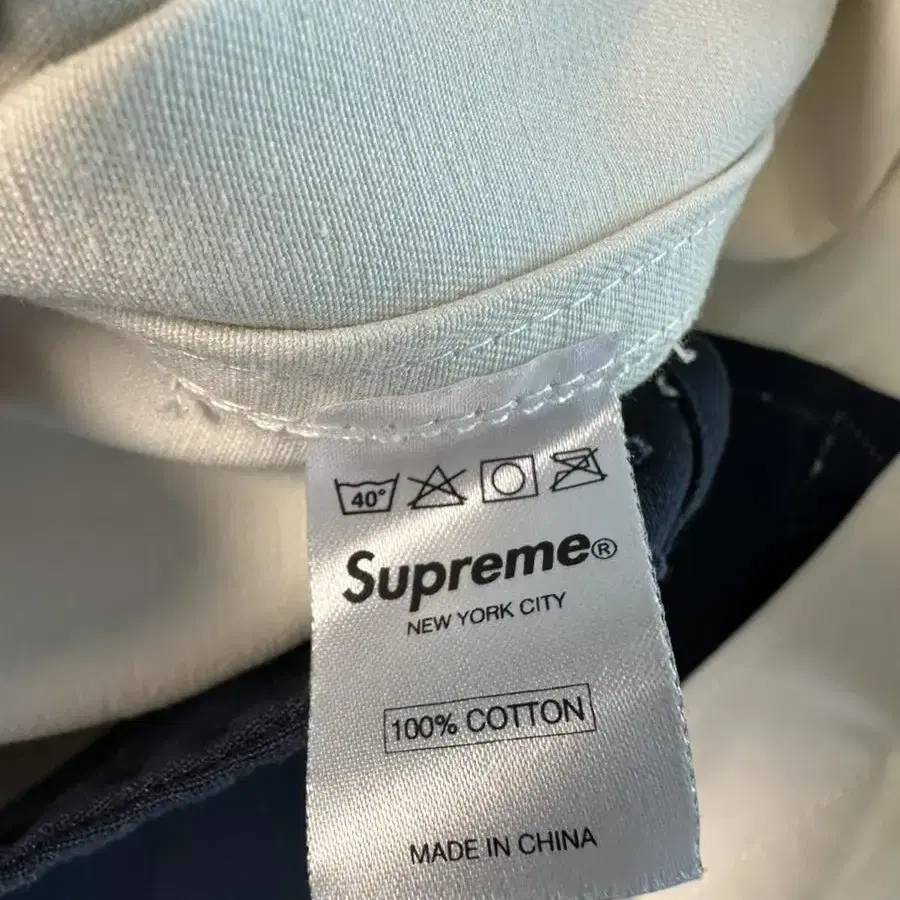 40°
Supreme®
NEW YORK CITY
100% COTTON
MADE IN CHINA